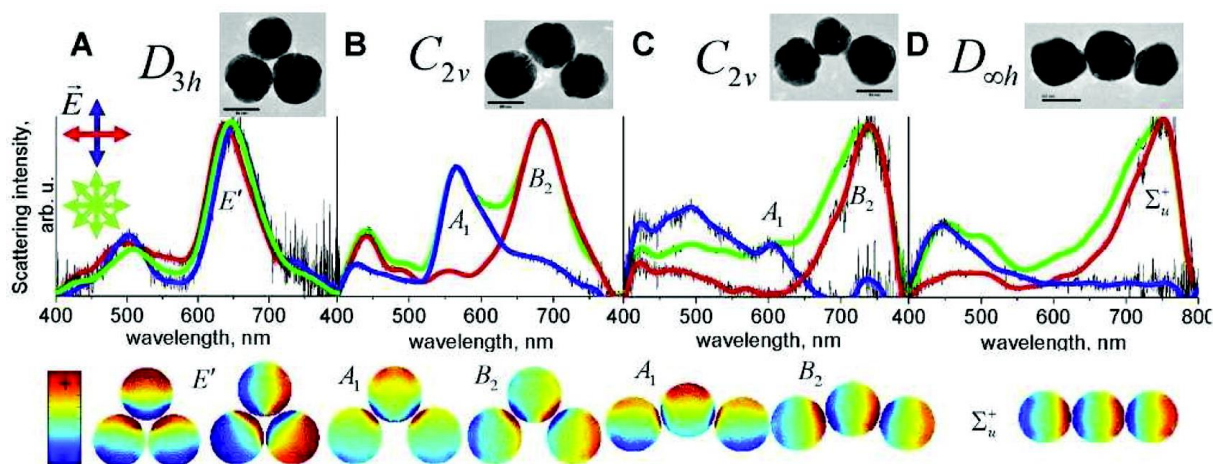 A
B
C
D
D3h
C2v
C2v
D∞h
E⃗
Scattering intensity,
arb. u.
E'
A1
B2
A1
B2
Σu+
400 500 600 700 400 500 600 700 400 500 600 700 400 500 600 700 800
wavelength, nm wavelength, nm wavelength, nm wavelength, nm
+
E'
A1
B2
A1
B2
Σu+